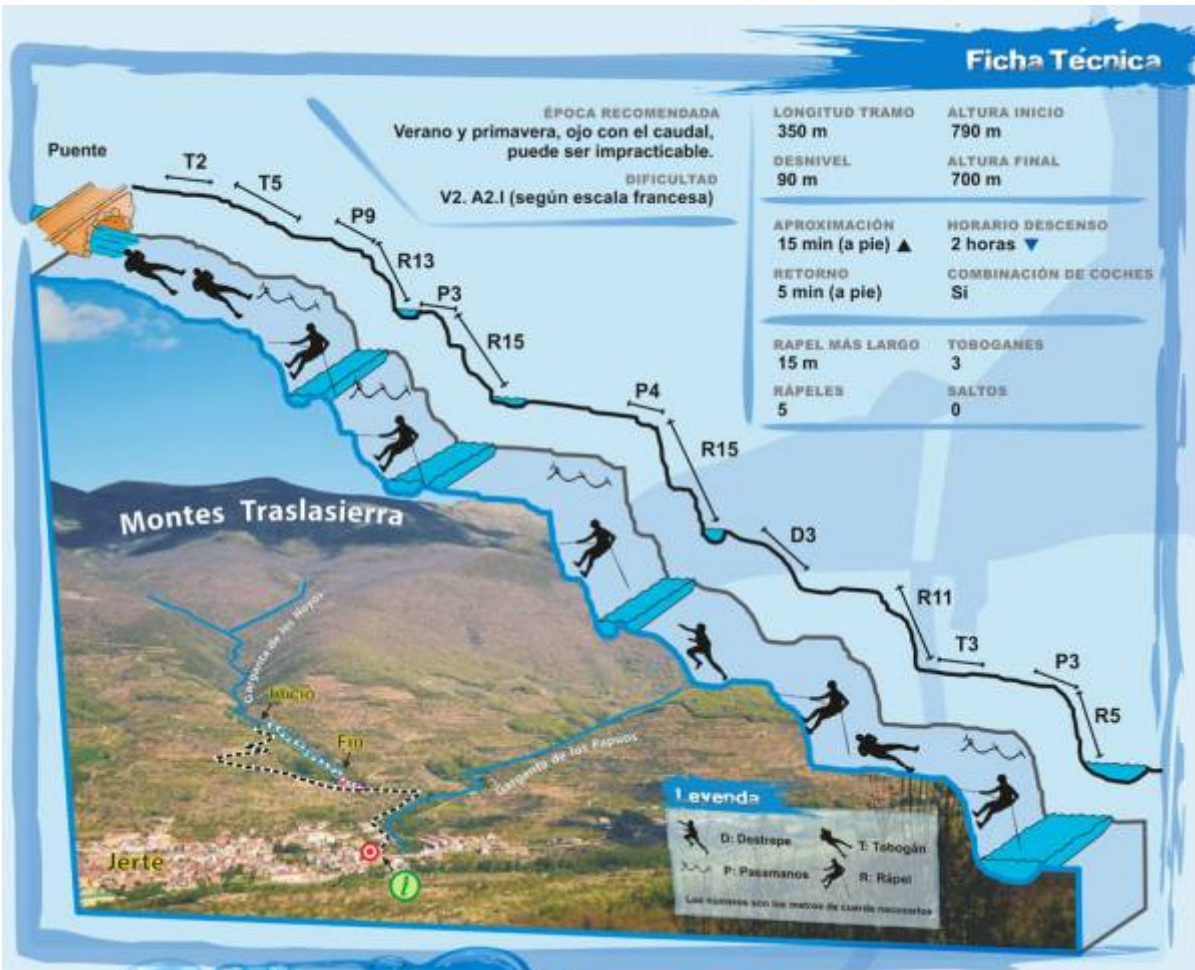 Ficha Técnica
ÉPOCA RECOMENDADA
Verano y primavera, ojo con el caudal,
puede ser impracticable.
DIFICULTAD
V2. A2.I (según escala francesa)
LONGITUD TRAMO
350 m
ALTURA INICIO
790 m
DESNIVEL
90 m
ALTURA FINAL
700 m
APROXIMACIÓN
15 min (a pie) ▲
HORARIO DESCENSO
2 horas ▼
RETORNO
5 min (a pie)
COMBINACIÓN DE COCHES
Sí
RAPEL MÁS LARGO
15 m
TOBOGANES
3
RÁPELES
5
SALTOS
0
Puente
T2
T5
P9
R13
P3
R15
P4
R15
D3
R11
T3
P3
R5
Montes Traslasierra
Garganta de los Hoyos
Inicio
Fin
Garganta de los Papúos
Jerte
i
Leyenda
D: Destrepe
T: Tobogán
P: Pasamanos
R: Rápel
Los números son los metros de cuerda necesarios